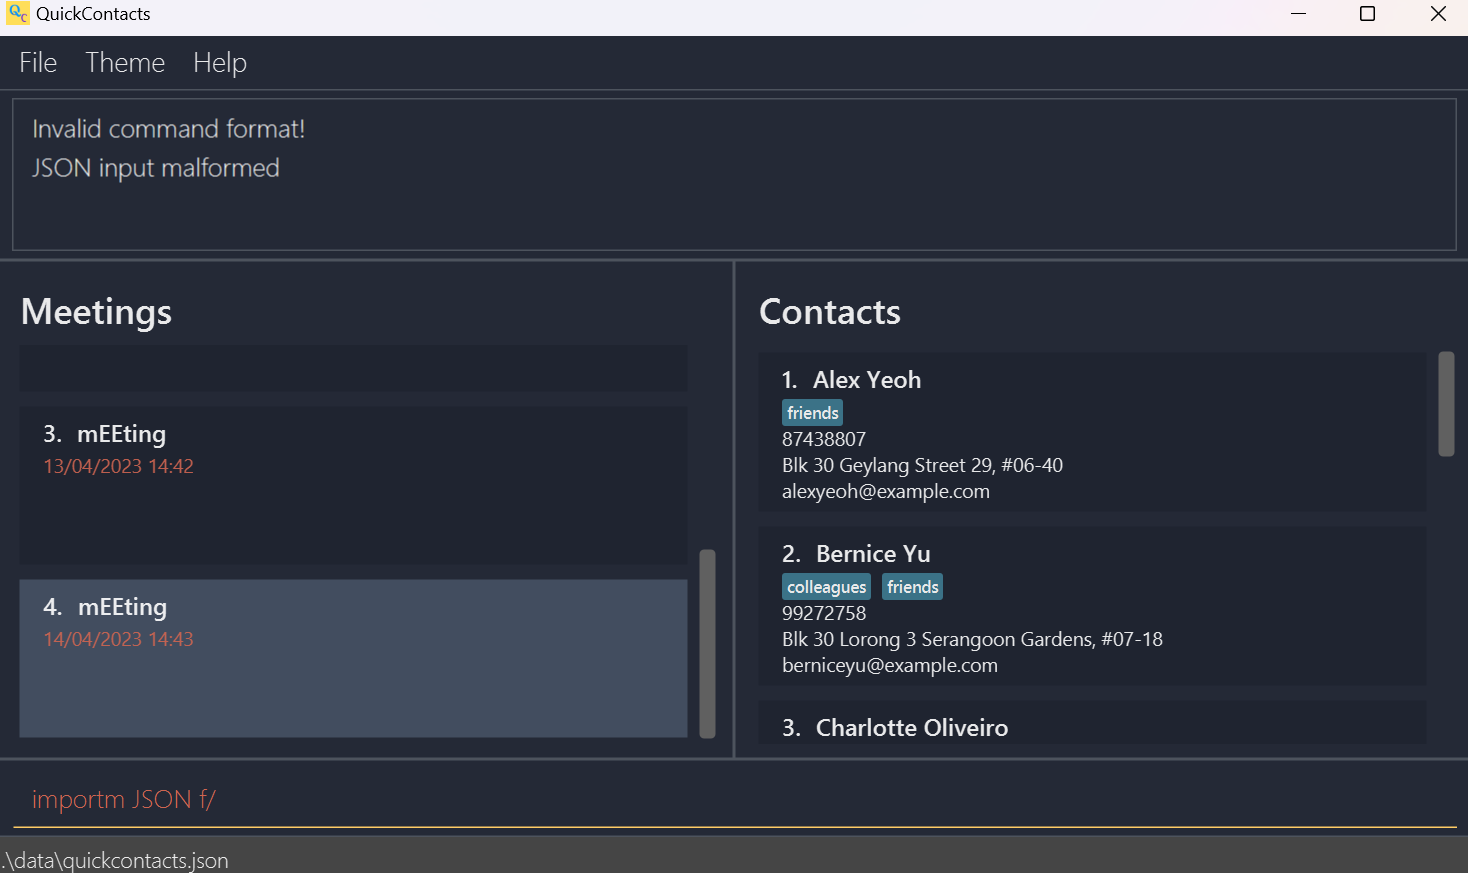 QC QuickContacts
File Theme Help
Invalid command format!
JSON input malformed
Meetings
3. mEEting
13/04/2023 14:42
4. mEEting
14/04/2023 14:43
Contacts
1. Alex Yeoh
friends
87438807
Blk 30 Geylang Street 29, #06-40
alexyeoh@example.com
2. Bernice Yu
colleagues friends
99272758
Blk 30 Lorong 3 Serangoon Gardens, #07-18
berniceyu@example.com
3. Charlotte Oliveiro
importm JSON f/
.\data\quickcontacts.json